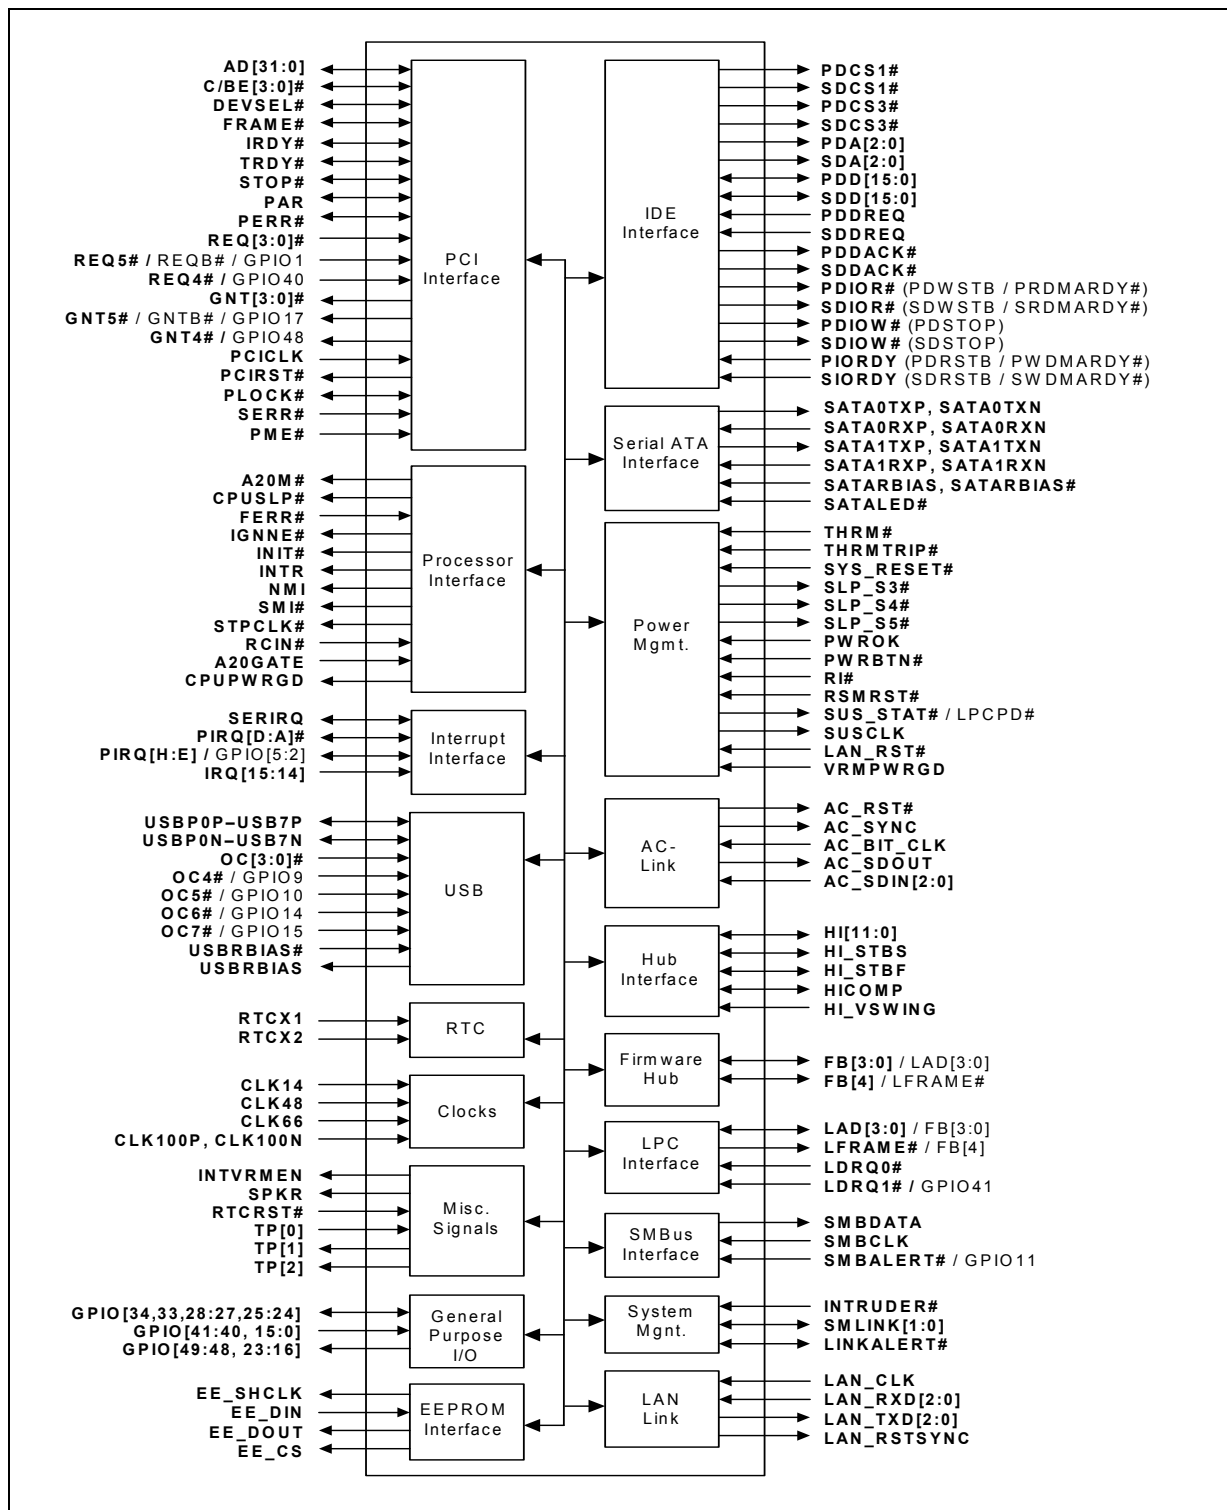 AD[31:0]
C/BE[3:0]#
DEVSEL#
FRAME#
IRDY#
TRDY#
STOP#
PAR
PERR#
REQ[3:0]#
REQ5# / REQB# / GPIO1
REQ4# / GPIO40
GNT[3:0]#
GNT5# / GNTB# / GPIO17
GNT4# / GPIO48
PCICLK
PCIRST#
PLOCK#
SERR#
PME#
PCI
Interface
A20M#
CPUSLP#
FERR#
IGNNE#
INIT#
INTR
NMI
SMI#
STPCLK#
RCIN#
A20GATE
CPUPWRGD
Processor
Interface
SERIRQ
PIRQ[D:A]#
PIRQ[H:E] / GPIO[5:2]
IRQ[15:14]
Interrupt
Interface
USBP0P–USB7P
USBP0N–USB7N
OC[3:0]#
OC4# / GPIO9
OC5# / GPIO10
OC6# / GPIO14
OC7# / GPIO15
USBRBIAS#
USBRBIAS
USB
RTCX1
RTCX2
RTC
CLK14
CLK48
CLK66
CLK100P, CLK100N
Clocks
INTVRMEN
SPKR
RTCRST#
TP[0]
TP[1]
TP[2]
Misc.
Signals
GPIO[34,33,28:27,25:24]
GPIO[41:40, 15:0]
GPIO[49:48, 23:16]
General
Purpose
I/O
EE_SHCLK
EE_DIN
EE_DOUT
EE_CS
EEPROM
Interface
IDE
Interface
PDCS1#
SDCS1#
PDCS3#
SDCS3#
PDA[2:0]
SDA[2:0]
PDD[15:0]
SDD[15:0]
PDDREQ
SDDREQ
PDDACK#
SDDACK#
PDIOR# (PDWSTB / PRDMARDY#)
SDIOR# (SDWSTB / SRDMARDY#)
PDIOW# (PDSTOP)
SDIOW# (SDSTOP)
PIORDY (PDRSTB / PWDMARDY#)
SIORDY (SDRSTB / SWDMARDY#)
Serial ATA
Interface
SATA0TXP, SATA0TXN
SATA0RXP, SATA0RXN
SATA1TXP, SATA1TXN
SATA1RXP, SATA1RXN
SATARBIAS, SATARBIAS#
SATALED#
Power
Mgmt.
THRM#
THRMTRIP#
SYS_RESET#
SLP_S3#
SLP_S4#
SLP_S5#
PWROK
PWRBTN#
RI#
RSMRST#
SUS_STAT# / LPCPD#
SUSCLK
LAN_RST#
VRMPWRGD
AC-
Link
AC_RST#
AC_SYNC
AC_BIT_CLK
AC_SDOUT
AC_SDIN[2:0]
Hub
Interface
HI[11:0]
HI_STBS
HI_STBF
HICOMP
HI_VSWING
Firmware
Hub
FB[3:0] / LAD[3:0]
FB[4] / LFRAME#
LPC
Interface
LAD[3:0] / FB[3:0]
LFRAME# / FB[4]
LDRQ0#
LDRQ1# / GPIO41
SMBus
Interface
SMBDATA
SMBCLK
SMBALERT# / GPIO11
System
Mgnt.
INTRUDER#
SMLINK[1:0]
LINKALERT#
LAN
Link
LAN_CLK
LAN_RXD[2:0]
LAN_TXD[2:0]
LAN_RSTSYNC